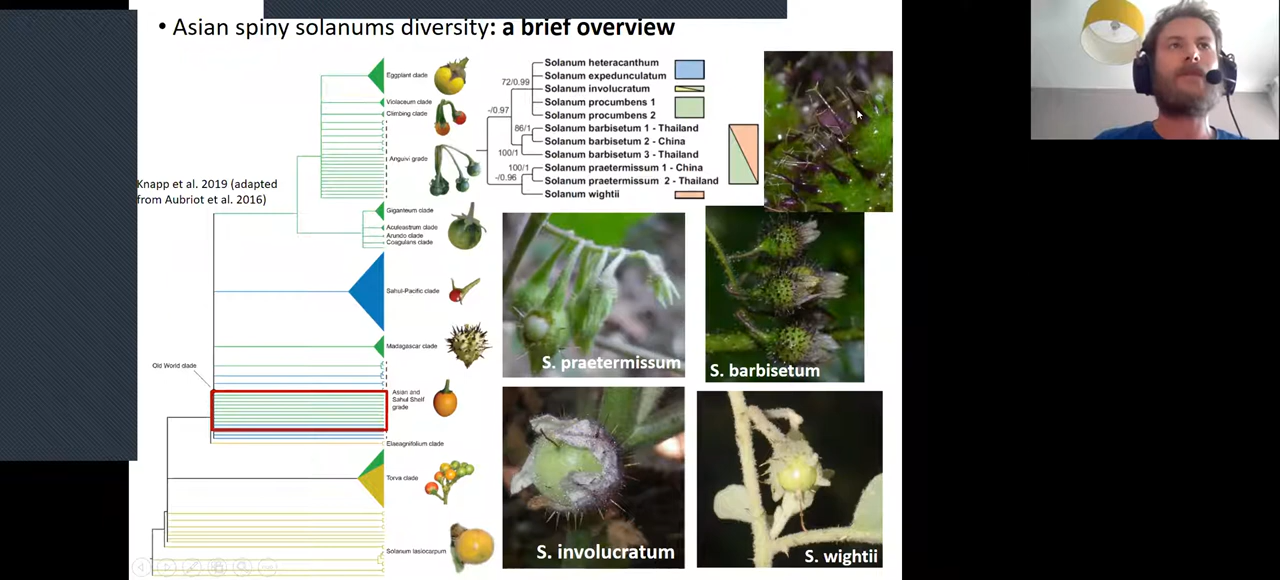 • Asian spiny solanums diversity: a brief overview
Knapp et al. 2019 (adapted
from Aubriot et al. 2016)
Eggplant clade
Violaceum clade
Climbing clade
Anguivi grade
Giganteum clade
Aculeastrum clade
Arundo clade
Coagulans clade
Sahul-Pacific clade
Madagascar clade
Old World clade
Asian and
Sahul Shelf
grade
Elaeagnifolium clade
Torva clade
Solanum lasiocarpum
Solanum heteracanthum
72/0.99
Solanum expedunculatum
Solanum involucratum
Solanum procumbens 1
-/0.97
Solanum procumbens 2
86/1
Solanum barbisetum 1 - Thailand
Solanum barbisetum 2 - China
100/1
Solanum barbisetum 3 - Thailand
100/1
Solanum praetermissum 1 - China
-/0.96
Solanum praetermissum 2 - Thailand
Solanum wightii
S. praetermissum
S. barbisetum
S. involucratum
S. wightii